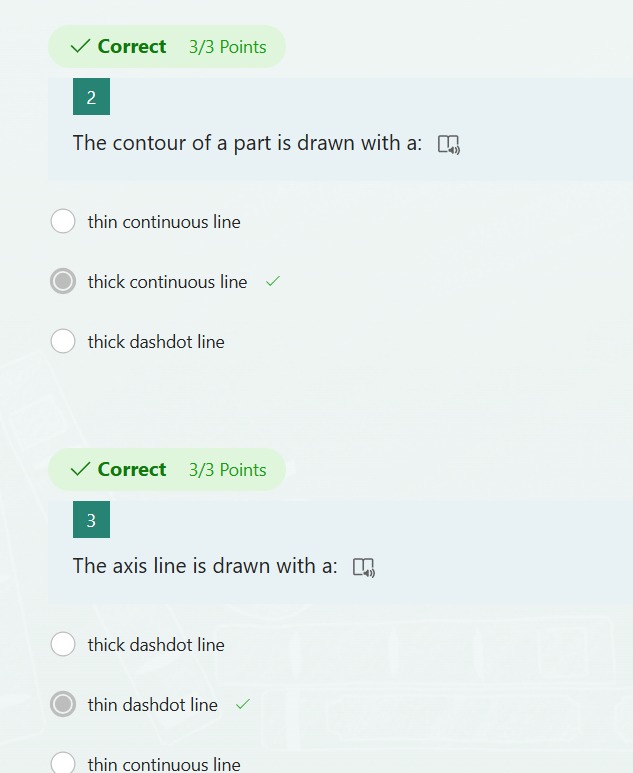 Correct 3/3 Points
2
The contour of a part is drawn with a:
thin continuous line
thick continuous line
thick dashdot line
Correct 3/3 Points
3
The axis line is drawn with a:
thick dashdot line
thin dashdot line
thin continuous line